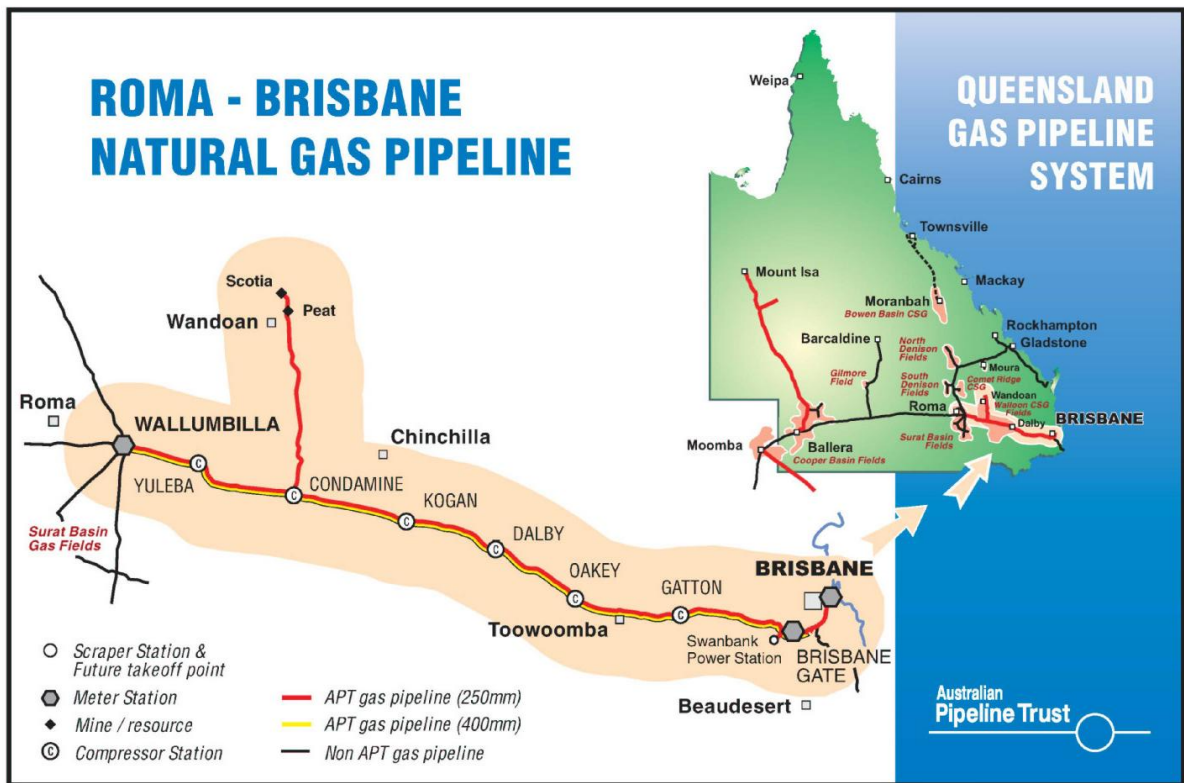 ROMA - BRISBANE
NATURAL GAS PIPELINE
Scotia
Peat
Wandoan
Roma
WALLUMBILLA
Chinchilla
YULEBA
CONDAMINE
KOGAN
Surat Basin
Gas Fields
DALBY
OAKEY
GATTON
BRISBANE
Toowoomba
Swanbank
Power Station
BRISBANE
GATE
Beaudesert
Scraper Station &
Future takeoff point
Meter Station
Mine / resource
Compressor Station
APT gas pipeline (250mm)
APT gas pipeline (400mm)
Non APT gas pipeline
QUEENSLAND
GAS PIPELINE
SYSTEM
Weipa
Cairns
Townsville
Mount Isa
Mackay
Moranbah
Bowen Basin CSG
Barcaldine
Rockhampton
Gladstone
North
Denison
Fields
Gilmore
Field
Moura
Comet Ridge
CSG
South
Denison
Fields
Wandoan
Walloon CSG
Fields
Roma
Dalby
BRISBANE
Moomba
Ballera
Cooper Basin Fields
Surat Basin
Fields
Australian
Pipeline Trust
C
C
C
C
C
C
C